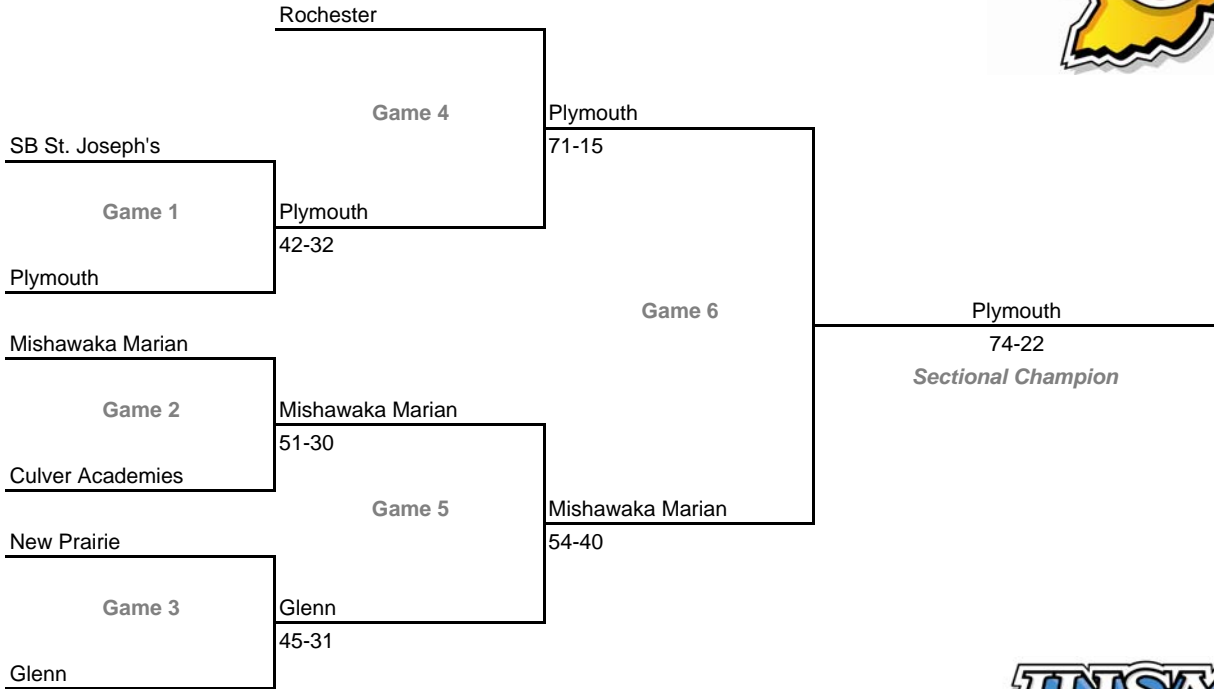 Rochester
Game 4
Plymouth
SB St. Joseph's
71-15
Game 1
Plymouth
42-32
Plymouth
Game 6
Plymouth
Mishawaka Marian
74-22
Sectional Champion
Game 2
Mishawaka Marian
51-30
Culver Academies
Game 5
Mishawaka Marian
New Prairie
54-40
Game 3
Glenn
45-31
Glenn